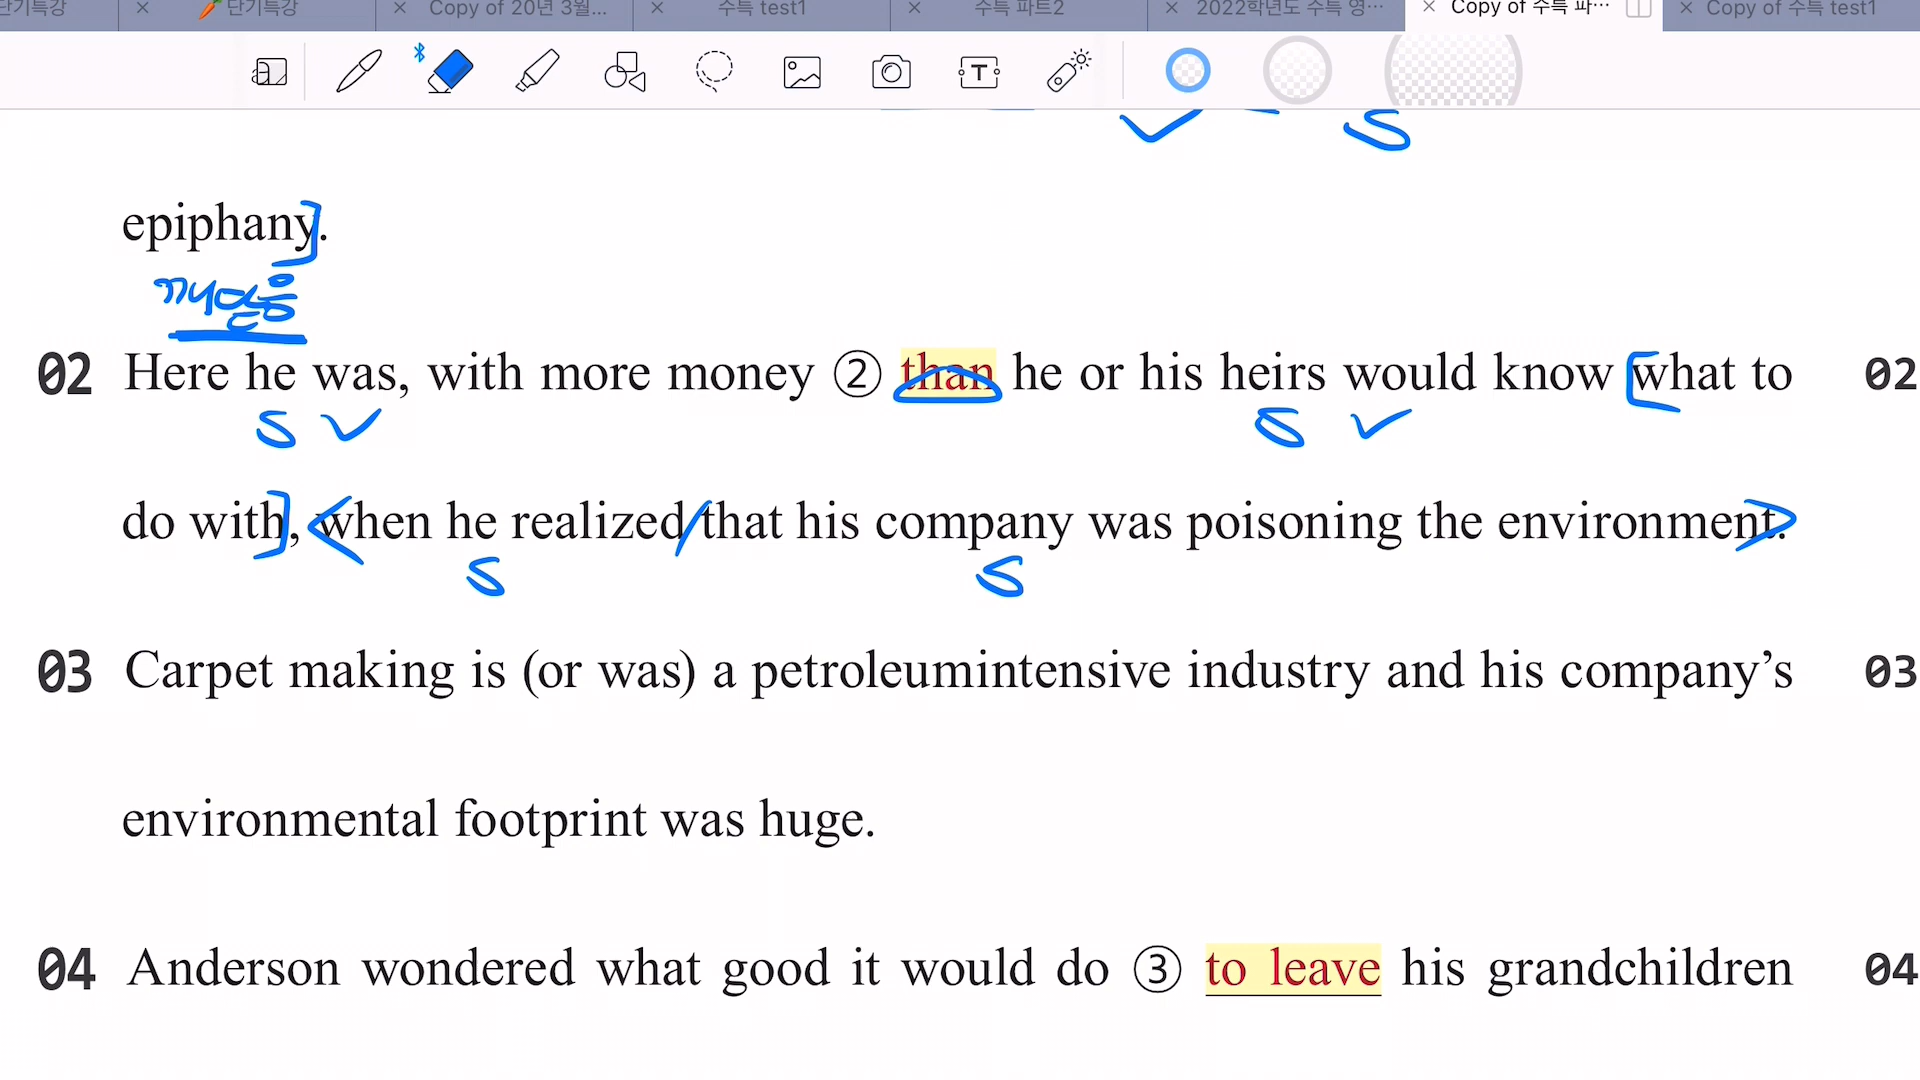 단기특강 × 🥕단기특강 × Copy of 20년 3월... × 수특 test1 × 수특 파트2 × 2022학년도 수특 영… × Copy of 수특 파… × Copy of 수특 test1
T
✓ S
epiphany].
깨달음
02 Here he was, with more money ② than he or his heirs would know [what to 02
S V S V
do with], <when he realized/that his company was poisoning the environment.>
S S
03 Carpet making is (or was) a petroleumintensive industry and his company’s 03
environmental footprint was huge.
04 Anderson wondered what good it would do ③ to leave his grandchildren 04